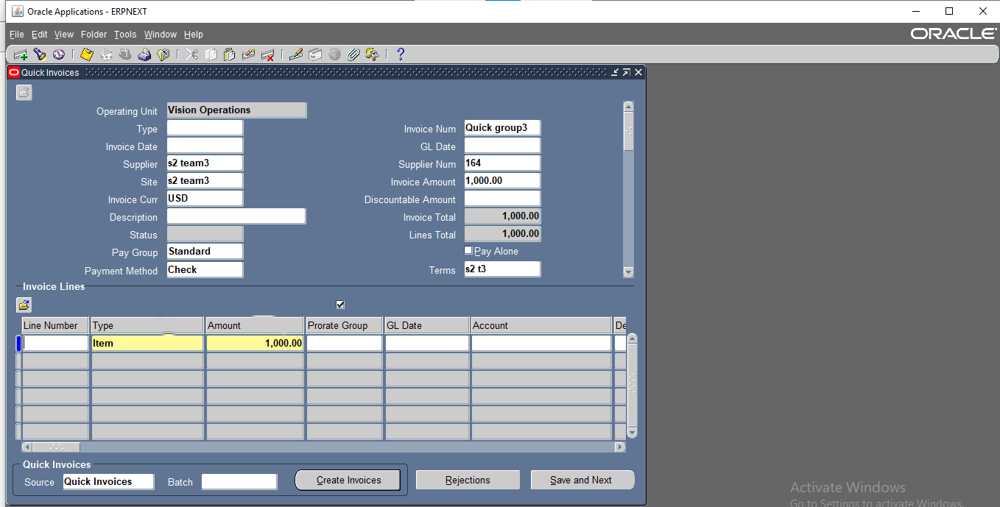 Oracle Applications - ERPNEXT
File Edit View Folder Tools Window Help
ORACLE
Quick Invoices
Operating Unit Vision Operations
Type Invoice Num Quick group3
Invoice Date GL Date
Supplier s2 team3 Supplier Num 164
Site s2 team3 Invoice Amount 1,000.00
Invoice Curr USD Discountable Amount
Description Invoice Total 1,000.00
Status Lines Total 1,000.00
Pay Group Standard Pay Alone
Payment Method Check Terms s2 t3
Invoice Lines
Line Number Type Amount Prorate Group GL Date Account De
Item 1,000.00
Quick Invoices
Source Quick Invoices Batch Create Invoices Rejections Save and Next
Activate Windows
Go to Settings to activate Windows.